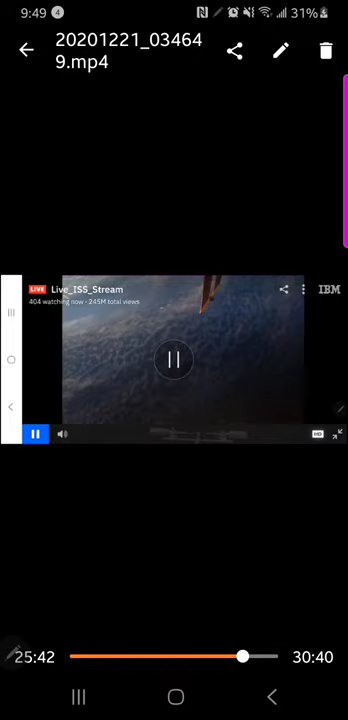 9:49 4 31%
20201221_03464
9.mp4
LIVE Live_ISS_Stream IBM
404 watching now · 245M total views
HD
25:42 30:40